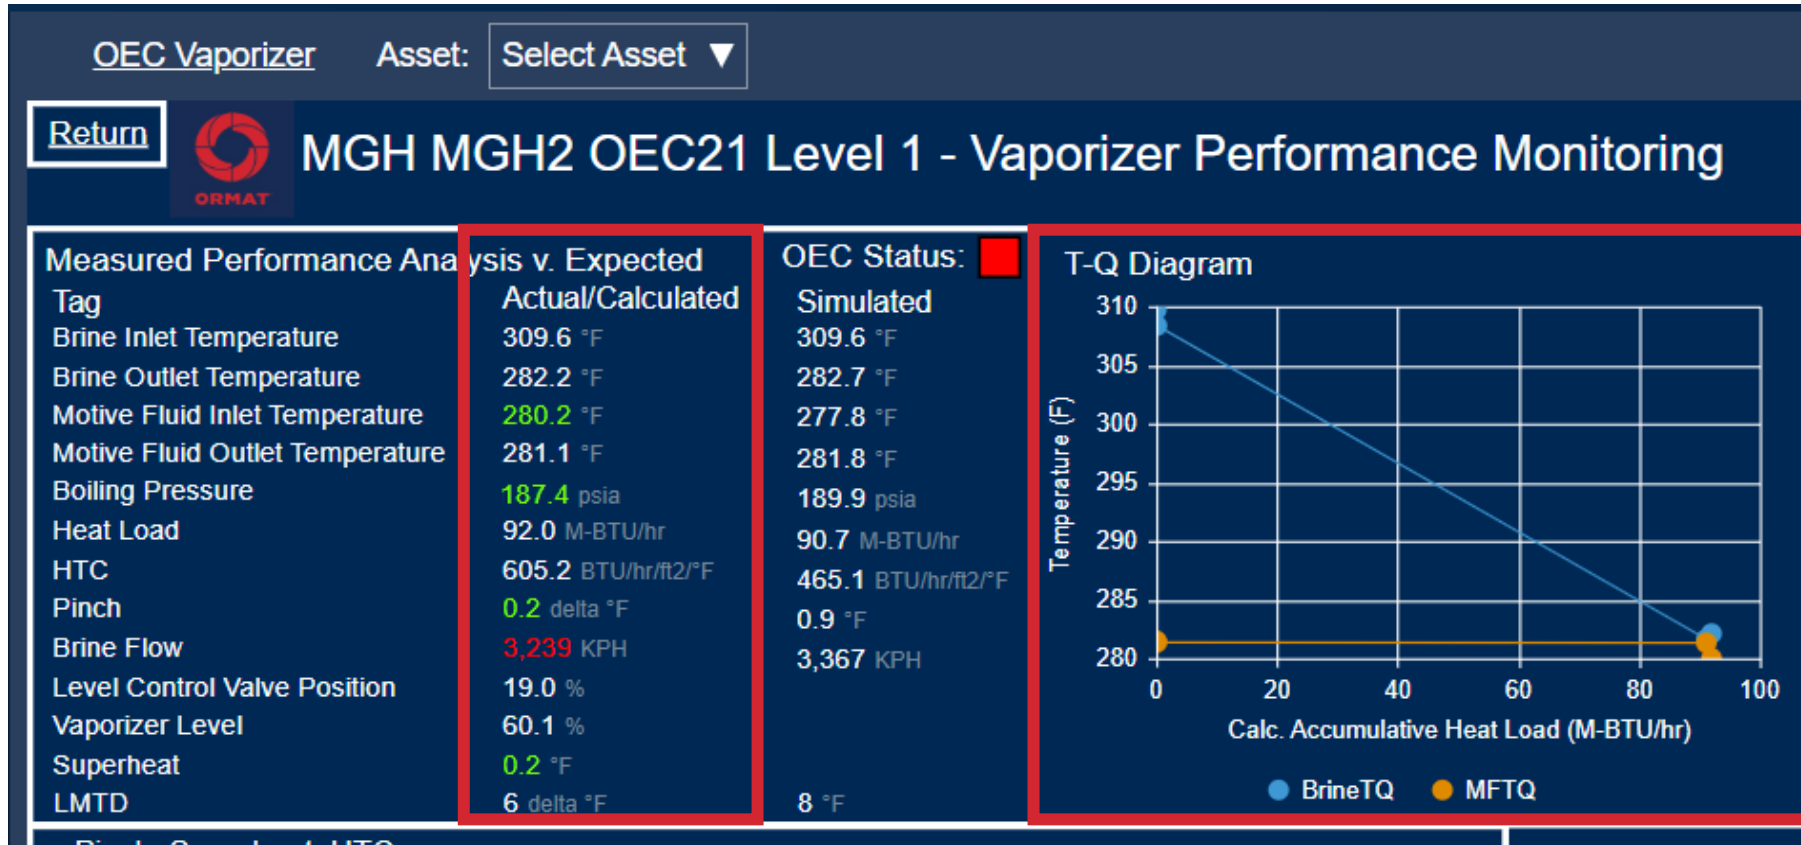 OEC Vaporizer Asset: Select Asset ▼
Return
ORMAT
MGH MGH2 OEC21 Level 1 - Vaporizer Performance Monitoring
Measured Performance Analysis v. Expected OEC Status:
Tag Actual/Calculated Simulated
Brine Inlet Temperature 309.6 °F 309.6 °F
Brine Outlet Temperature 282.2 °F 282.7 °F
Motive Fluid Inlet Temperature 280.2 °F 277.8 °F
Motive Fluid Outlet Temperature 281.1 °F 281.8 °F
Boiling Pressure 187.4 psia 189.9 psia
Heat Load 92.0 M-BTU/hr 90.7 M-BTU/hr
HTC 605.2 BTU/hr/ft2/°F 465.1 BTU/hr/ft2/°F
Pinch 0.2 delta °F 0.9 °F
Brine Flow 3,239 KPH 3,367 KPH
Level Control Valve Position 19.0 %
Vaporizer Level 60.1 %
Superheat 0.2 °F
LMTD 6 delta °F 8 °F
T-Q Diagram
Temperature (F)
310
305
300
295
290
285
280
0 20 40 60 80 100
Calc. Accumulative Heat Load (M-BTU/hr)
BrineTQ MFTQ